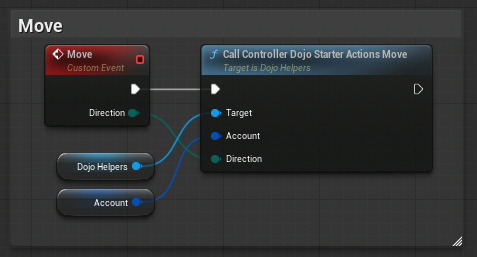 Move
Move
Custom Event
Direction
Dojo Helpers
Account
Call Controller Dojo Starter Actions Move
Target is Dojo Helpers
Target
Account
Direction